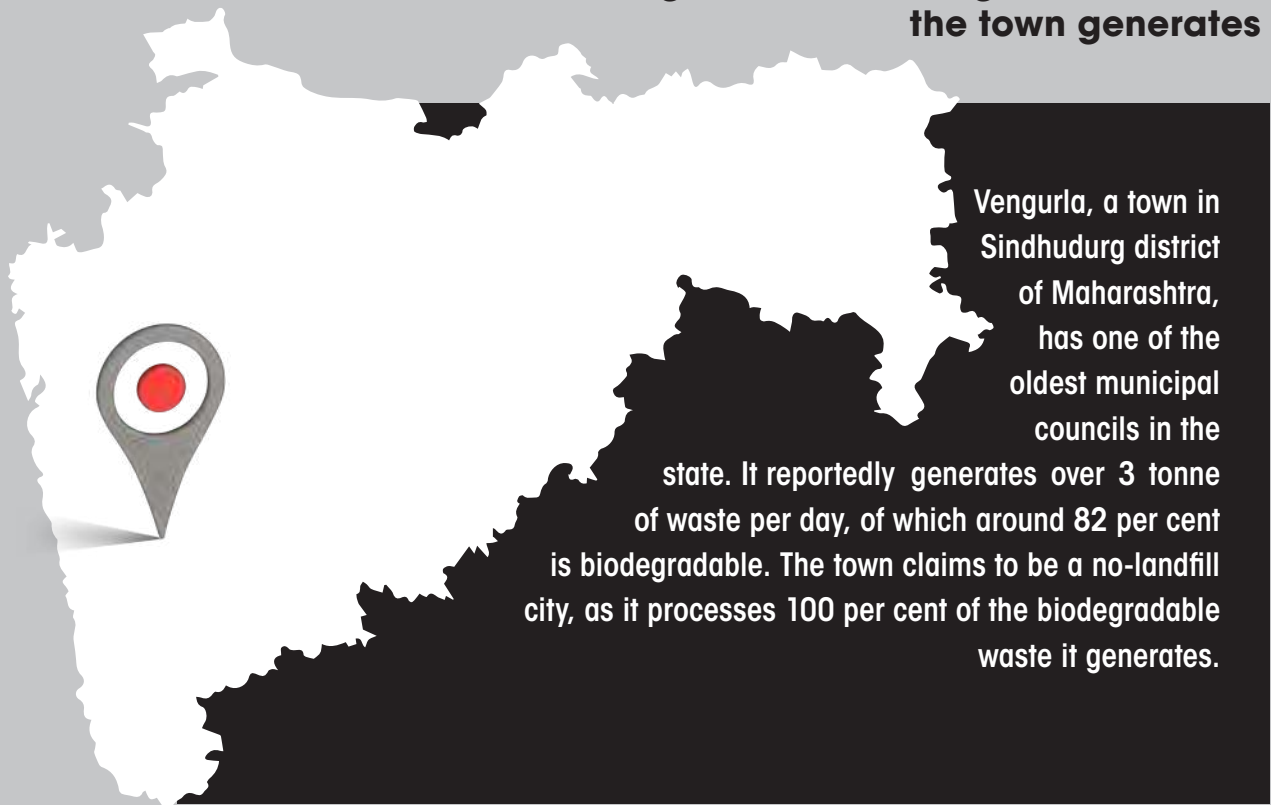 the town generates
Vengurla, a town in
Sindhudurg district
of Maharashtra,
has one of the
oldest municipal
councils in the
state. It reportedly generates over 3 tonne
of waste per day, of which around 82 per cent
is biodegradable. The town claims to be a no-landfill
city, as it processes 100 per cent of the biodegradable
waste it generates.